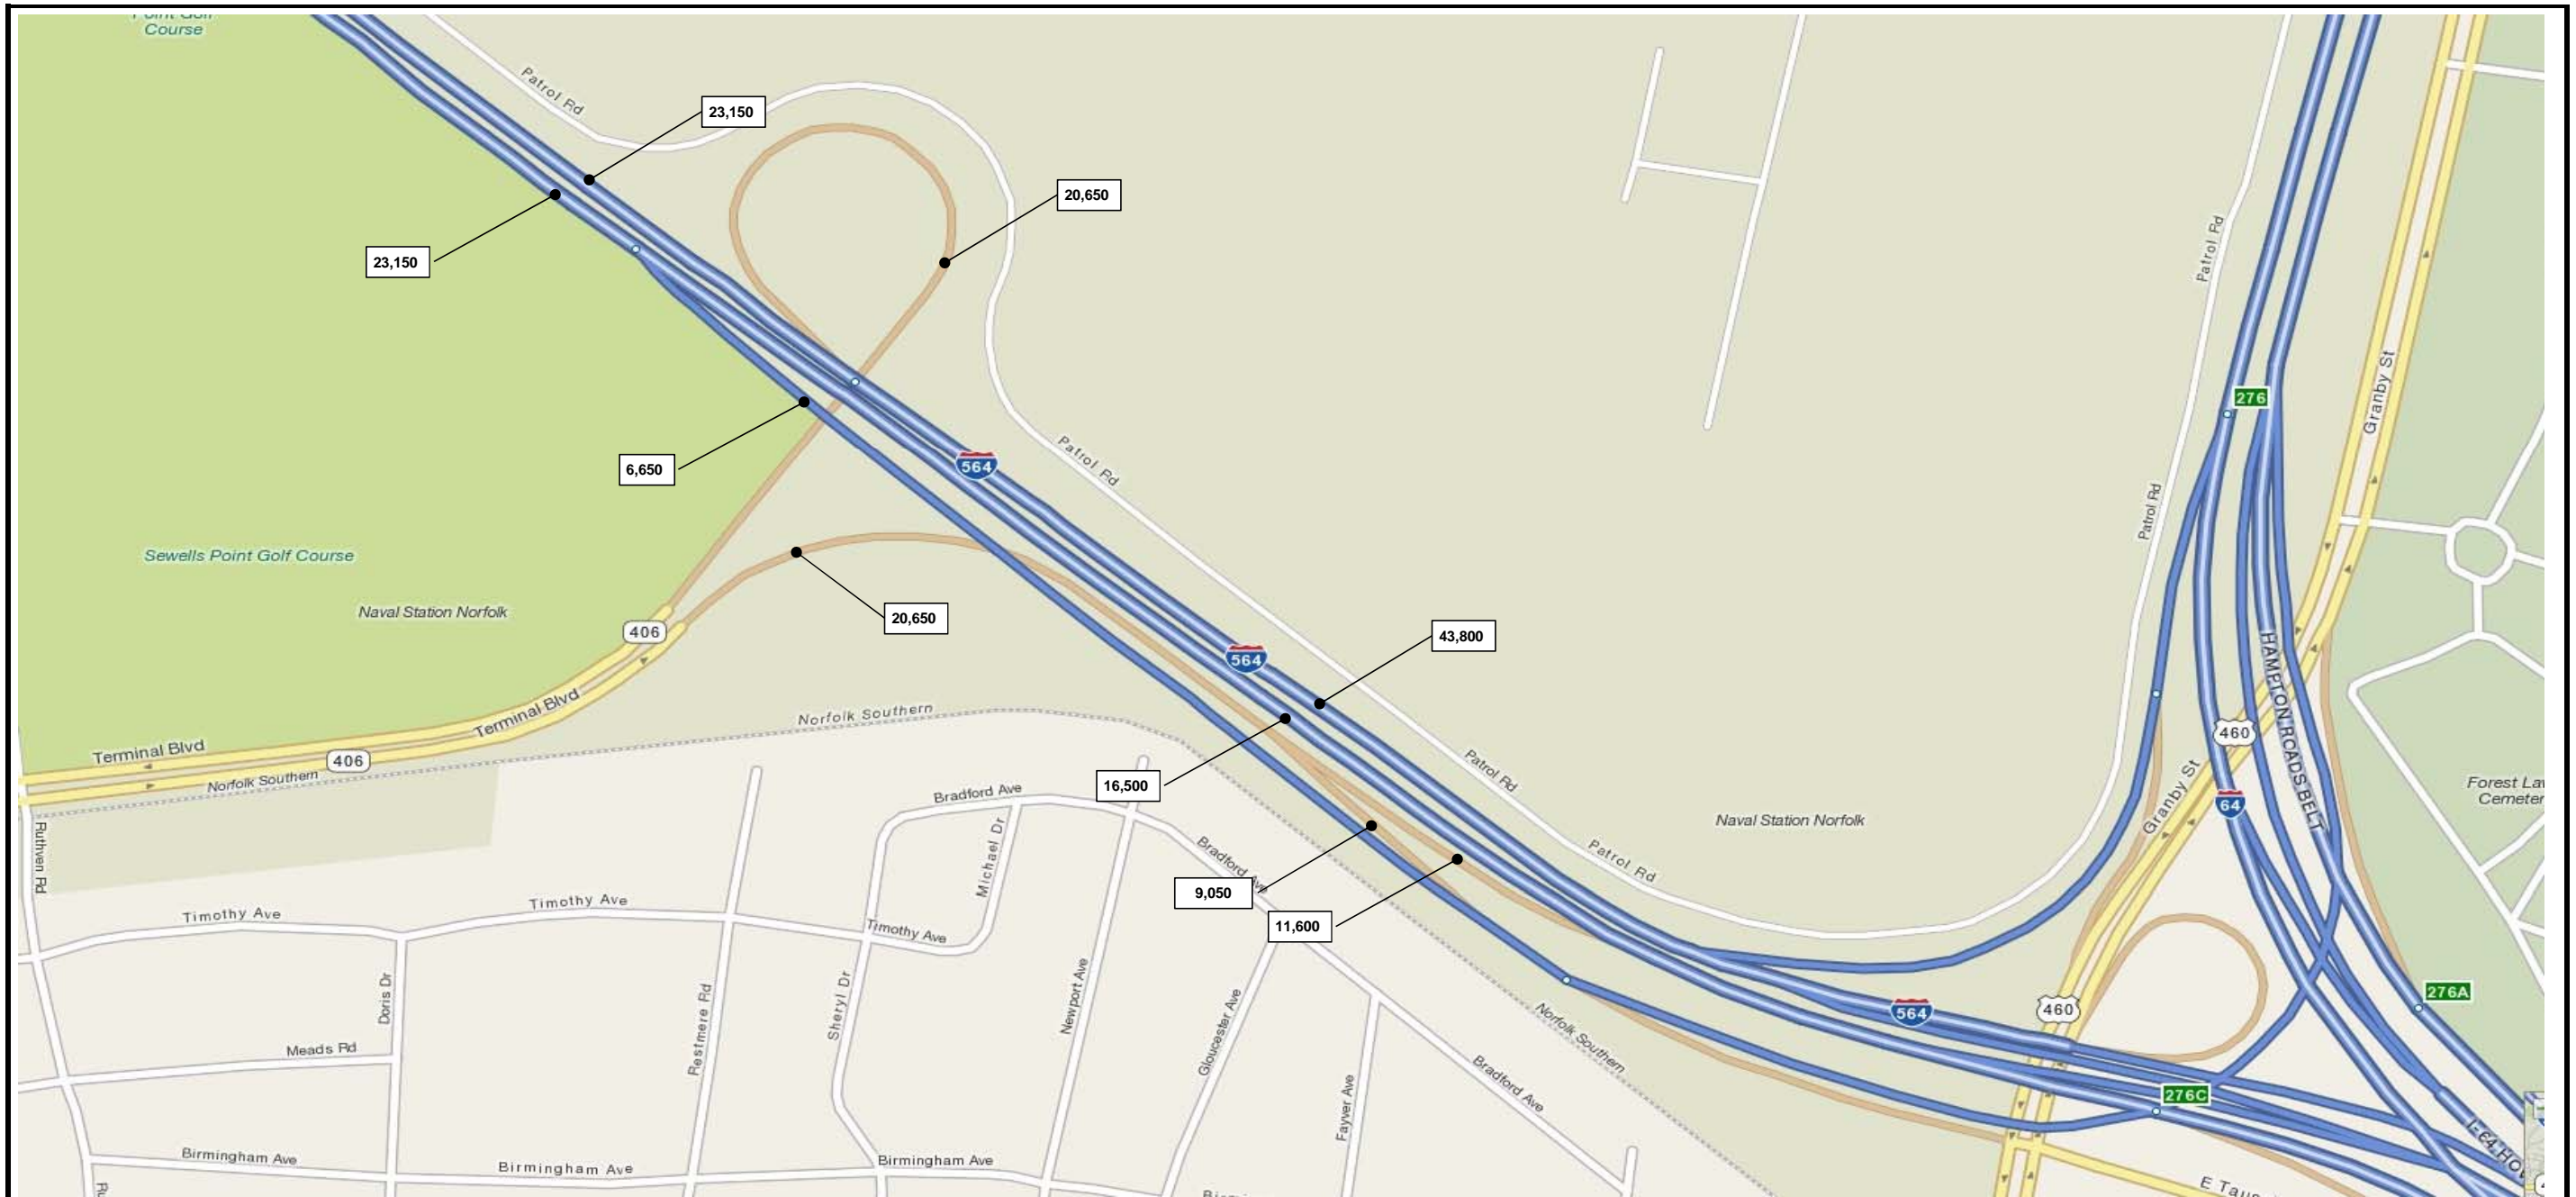 Point Golf
Course
Patrol Rd
23,150
20,650
23,150
Patrol Rd
276
Granby St
564
Patrol Rd
6,650
Patrol Rd
Sewells Point Golf Course
Naval Station Norfolk
406
20,650
43,800
564
HAMPTON ROADS BELT
Norfolk Southern
Terminal Blvd
Terminal Blvd
406
Norfolk Southern
460
16,500
Patrol Rd
Granby St
64
Forest
Naval Station Norfolk
Bradford Ave
Michael Dr
Bradford Ave
Patrol Rd
Ruthven Rd
9,050
11,600
Timothy Ave
Timothy Ave
Timothy Ave
276A
Doris Dr
Restmere Rd
Sheryl Dr
Newport Ave
Gloucester Ave
564
460
Norfolk Southern
Meads Rd
Bradford Ave
Fayver Ave
276C
I-64
Birmingham Ave
Birmingham Ave
Birmingham Ave